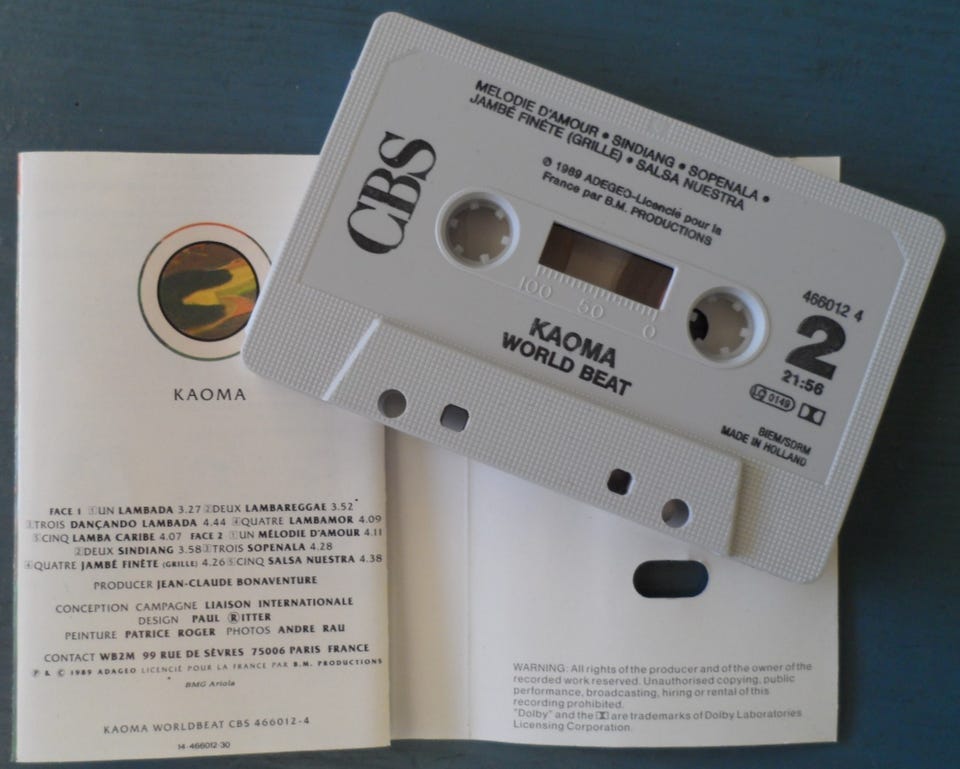 CBS
MELODIE D'AMOUR • SINDIANG • SOPENALA •
JAMBÉ FINÉTE (GRILLE) • SALSA NUESTRA
℗ 1989 ADEGEO-Licencié pour la
France par B.M. PRODUCTIONS
100 50 0
466012 4
2
21:56
LC 0149
KAOMA
WORLD BEAT
BIEM/SDRM
MADE IN HOLLAND
KAOMA
FACE 1 1 UN LAMBADA 3.27 2 DEUX LAMBAREGGAE 3.52
3 TROIS DANÇANDO LAMBADA 4.44 4 QUATRE LAMBAMOR 4.09
5 CINQ LAMBA CARIBE 4.07 FACE 2 1 UN MÉLODIE D'AMOUR 4.11
2 DEUX SINDIANG 3.58 3 TROIS SOPENALA 4.28
4 QUATRE JAMBÉ FINÉTE (GRILLE) 4.26 5 CINQ SALSA NUESTRA 4.38
PRODUCER JEAN-CLAUDE BONAVENTURE
CONCEPTION CAMPAGNE LIAISON INTERNATIONALE
DESIGN PAUL ®ITTER
PEINTURE PATRICE ROGER PHOTOS ANDRE RAU
CONTACT WB2M 99 RUE DE SÈVRES 75006 PARIS FRANCE
℗ & © 1989 ADAGEO LICENCIÉ POUR LA FRANCE PAR B.M. PRODUCTIONS
BMG Ariola
KAOMA WORLDBEAT CBS 466012-4
14-466012-30
WARNING: All rights of the producer and of the owner of the
recorded work reserved. Unauthorised copying, public
performance, broadcasting, hiring or rental of this
recording prohibited.
"Dolby" and the are trademarks of Dolby Laboratories
Licensing Corporation.